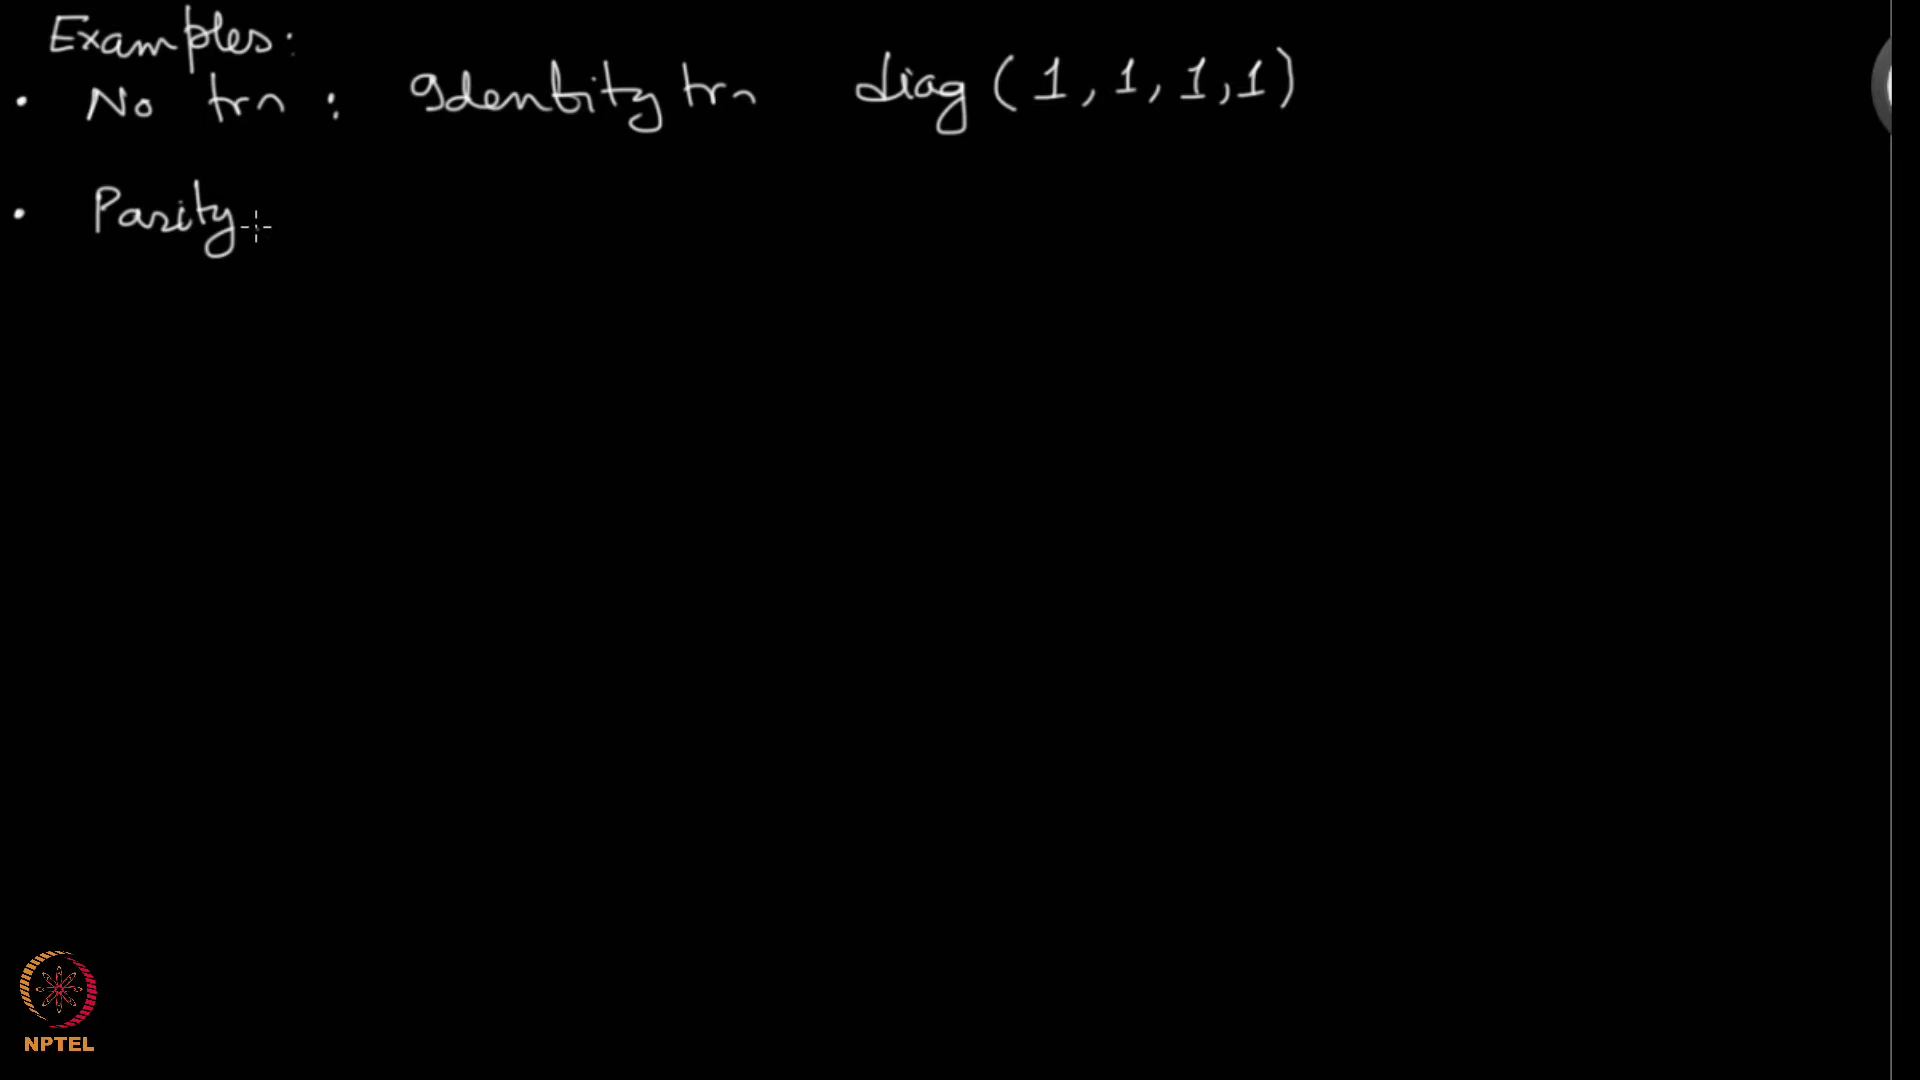 Examples:
• No trn : Identity trn diag (1, 1, 1, 1)
• Parity
NPTEL